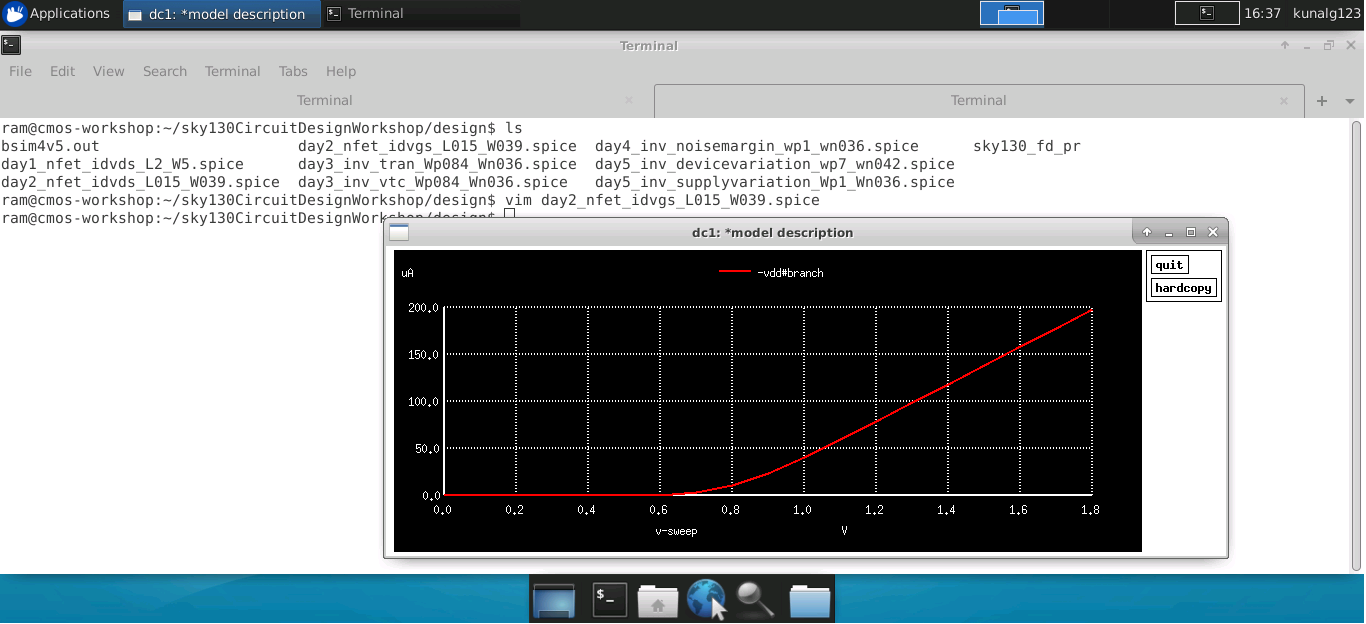 Applications dc1: *model description Terminal 16:37 kunalg123
Terminal
File Edit View Search Terminal Tabs Help
Terminal Terminal
ram@cmos-workshop:~/sky130CircuitDesignWorkshop/design$ ls
bsim4v5.out day2_nfet_idvgs_L015_W039.spice day4_inv_noisemargin_wp1_wn036.spice sky130_fd_pr
day1_nfet_idvds_L2_W5.spice day3_inv_tran_Wp084_Wn036.spice day5_inv_devicevariation_wp7_wn042.spice
day2_nfet_idvds_L015_W039.spice day3_inv_vtc_Wp084_Wn036.spice day5_inv_supplyvariation_Wp1_Wn036.spice
ram@cmos-workshop:~/sky130CircuitDesignWorkshop/design$ vim day2_nfet_idvgs_L015_W039.spice
ram@cmos-workshop:~/sky130CircuitDesignWorkshop/design$
dc1: *model description
quit
hardcopy
uA -vdd#branch
200.0
150.0
100.0
50.0
0.0
0.0 0.2 0.4 0.6 0.8 1.0 1.2 1.4 1.6 1.8
v-sweep V
$_